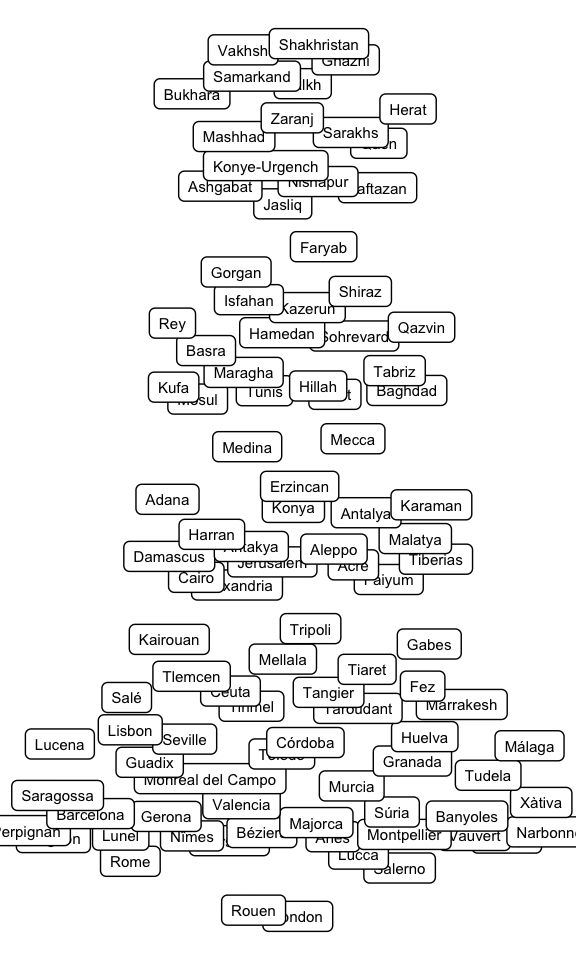 Shakhristan
Vakhsh
Ghazni
Samarkand
Bukhara
Herat
Zaranj
Sarakhs
Mashhad
Konye-Urgench
Nishapur
Ashgabat
Jasliq
Faryab
Gorgan
Shiraz
Isfahan
Kazerun
Rey
Qazvin
Hamedan
Sohrevard
Basra
Tabriz
Maragha
Hillah
Kufa
Tunis
Baghdad
Mosul
Mecca
Medina
Erzincan
Adana
Karaman
Konya
Antalya
Harran
Malatya
Antakya
Aleppo
Damascus
Tiberias
Jerusalem
Acre
Cairo
Faiyum
Tripoli
Kairouan
Gabes
Mellala
Tiaret
Tlemcen
Fez
Ceuta
Tangier
Salé
Marrakesh
Tinmel
Taroudant
Lisbon
Huelva
Seville
Córdoba
Lucena
Málaga
Toledo
Guadix
Granada
Tudela
Monreal del Campo
Murcia
Saragossa
Xàtiva
Valencia
Súria
Barcelona
Gerona
Banyoles
Majorca
Perpignan
Béziers
Narbonne
Lunel
Nîmes
Arles
Montpellier
Vauvert
Lucca
Rome
Salerno
Rouen
London